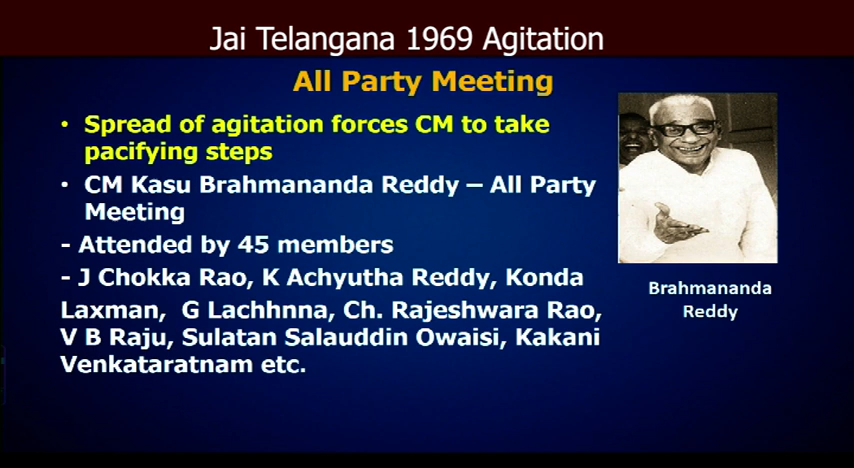 Jai Telangana 1969 Agitation
All Party Meeting
• Spread of agitation forces CM to take
pacifying steps
• CM Kasu Brahmananda Reddy – All Party
Meeting
- Attended by 45 members
- J Chokka Rao, K Achyutha Reddy, Konda
Laxman, G Lachhnna, Ch. Rajeshwara Rao,
V B Raju, Sulatan Salauddin Owaisi, Kakani
Venkataratnam etc.
Brahmananda
Reddy